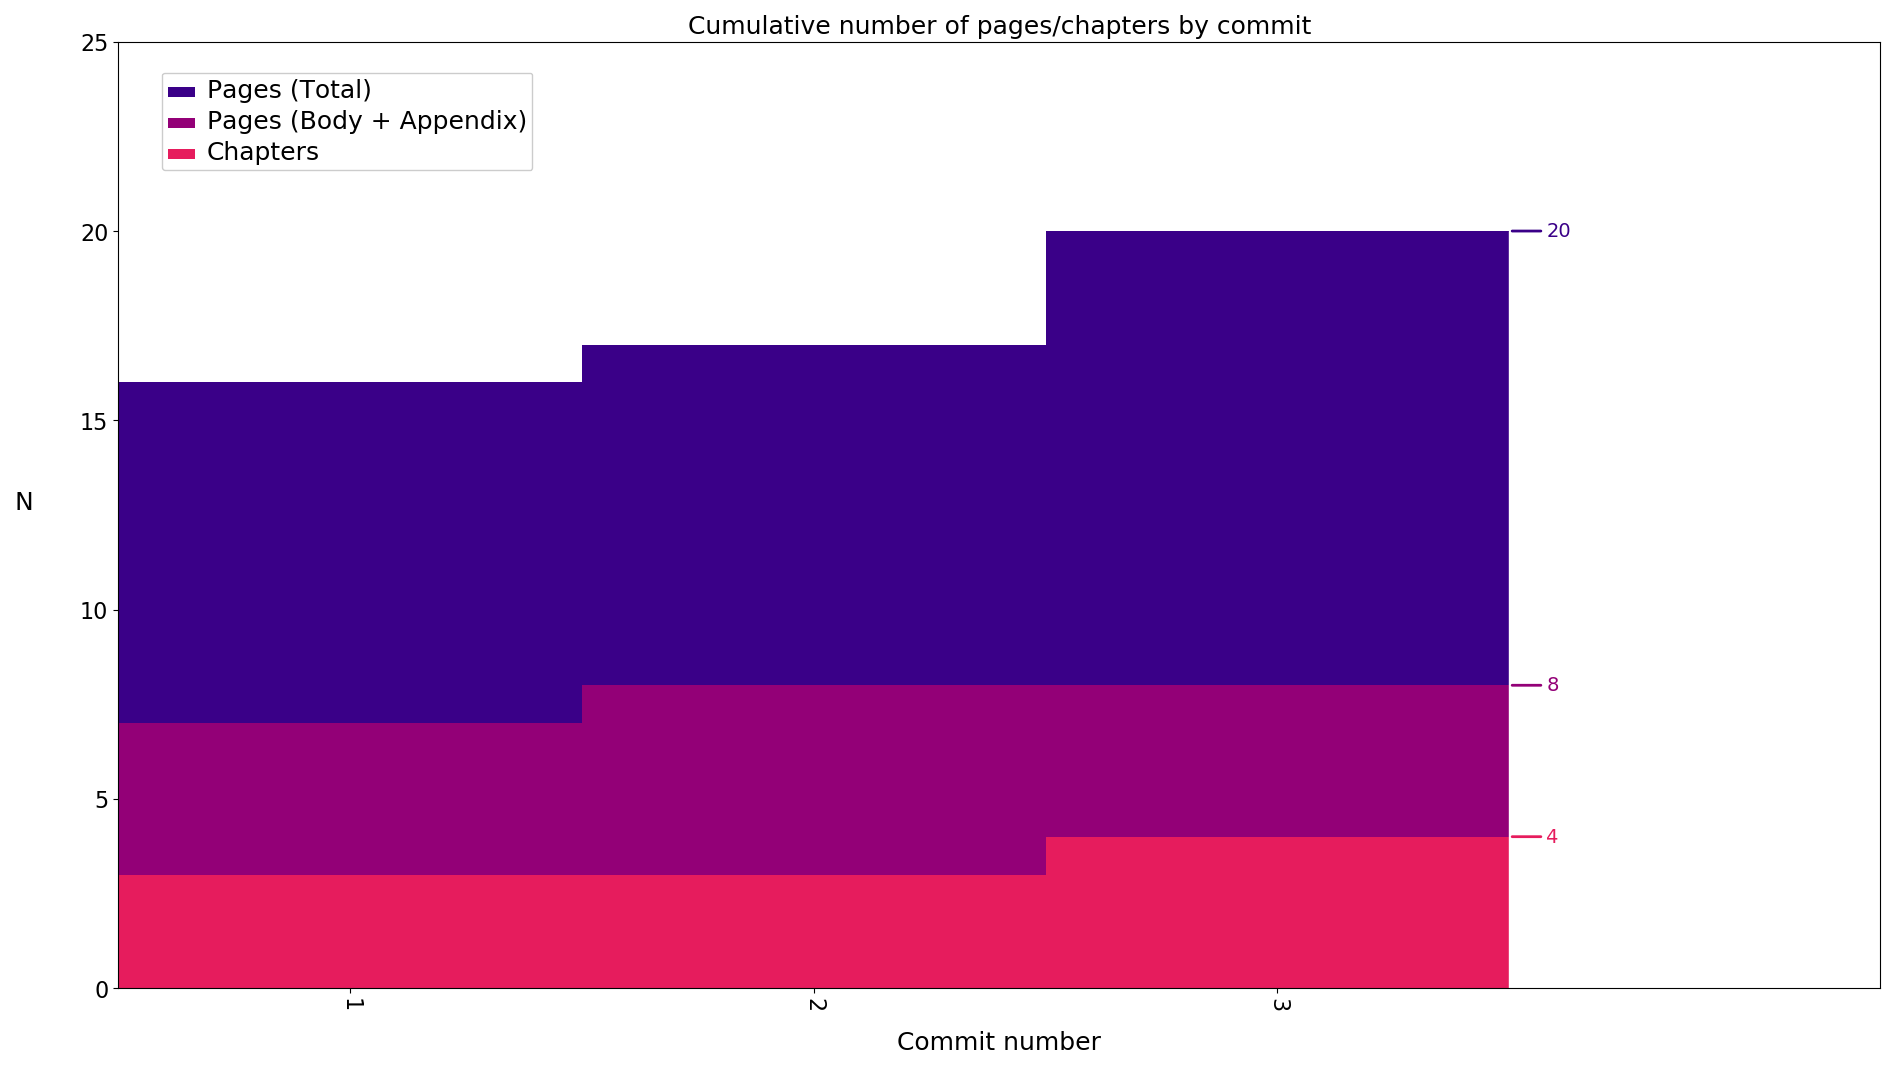 Cumulative number of pages/chapters by commit
25
Pages (Total)
Pages (Body + Appendix)
Chapters
20
20
15
N
10
8
5
4
0
1
2
3
Commit number